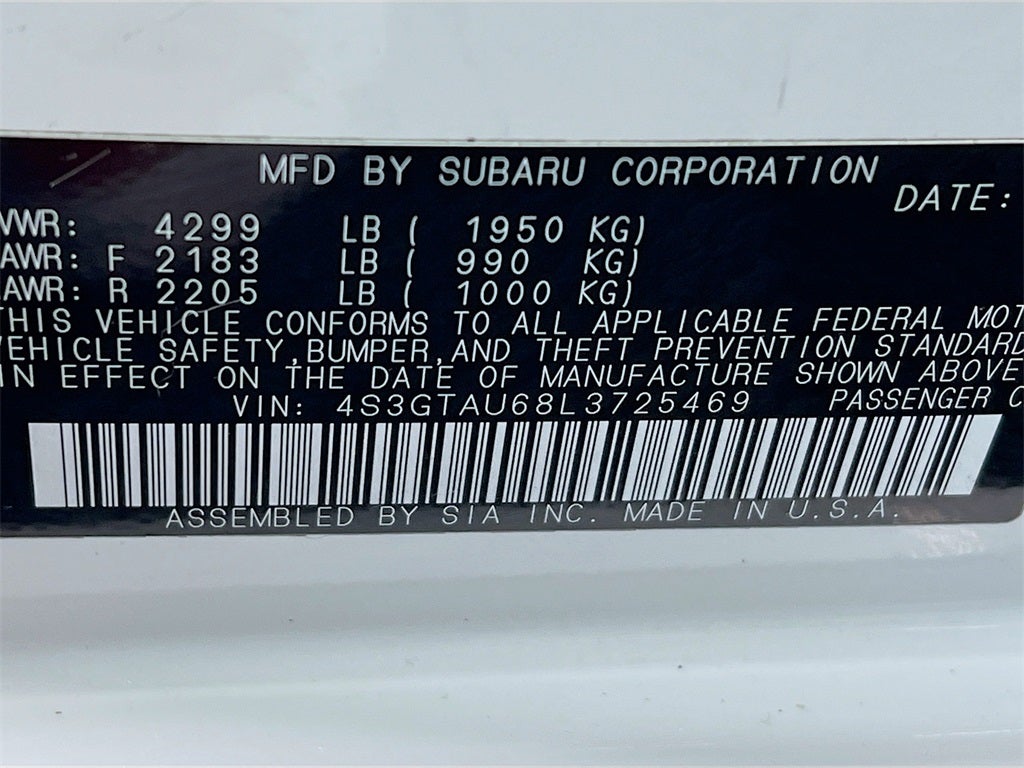 MFD BY SUBARU CORPORATION
DATE:
VWR: 4299 LB ( 1950 KG)
AWR: F 2183 LB ( 990 KG)
AWR: R 2205 LB ( 1000 KG)
THIS VEHICLE CONFORMS TO ALL APPLICABLE FEDERAL MOT
VEHICLE SAFETY,BUMPER,AND THEFT PREVENTION STANDARD
IN EFFECT ON THE DATE OF MANUFACTURE SHOWN ABOVE
VIN: 4S3GTAU68L3725469 PASSENGER C
ASSEMBLED BY SIA INC. MADE IN U.S.A.